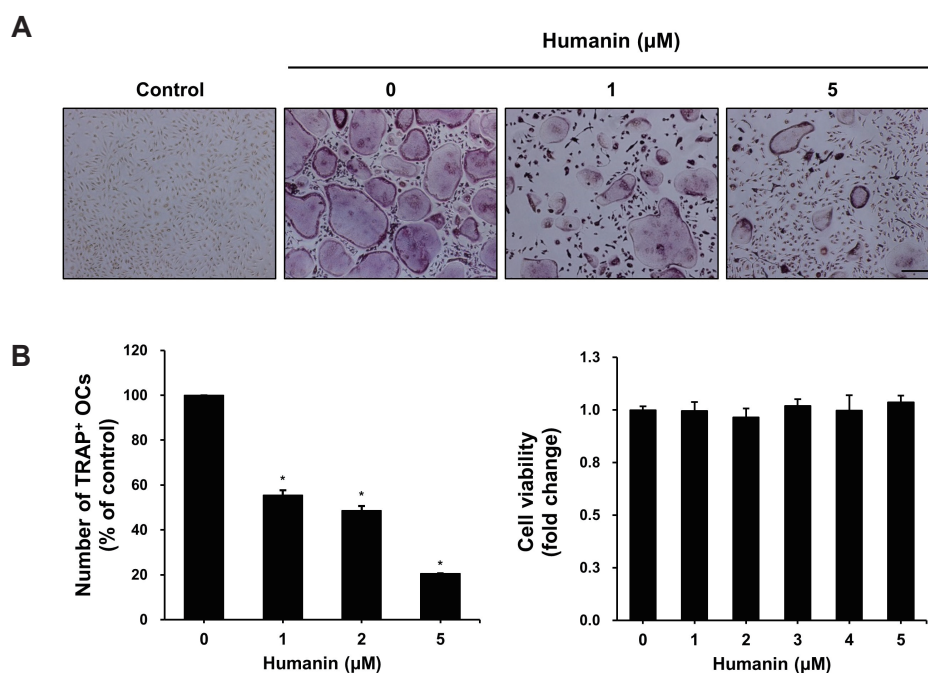 A
Humanin (µM)
Control
0
1
5
B
120
100
80
60
40
20
0
Number of TRAP⁺ OCs
(% of control)
*
*
*
0
1
2
5
Humanin (µM)
1.3
1.0
0.8
0.5
0.3
0.0
Cell viability
(fold change)
0
1
2
3
4
5
Humanin (µM)